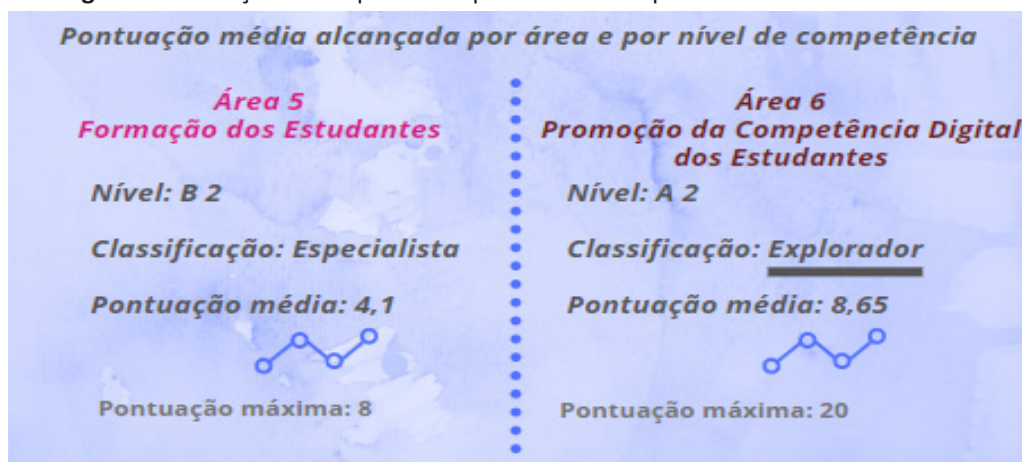 Pontuação média alcançada por área e por nível de competência
Área 5
Formação dos Estudantes
Nível: B 2
Classificação: Especialista
Pontuação média: 4,1
Pontuação máxima: 8
Área 6
Promoção da Competência Digital
dos Estudantes
Nível: A 2
Classificação: Explorador
Pontuação média: 8,65
Pontuação máxima: 20